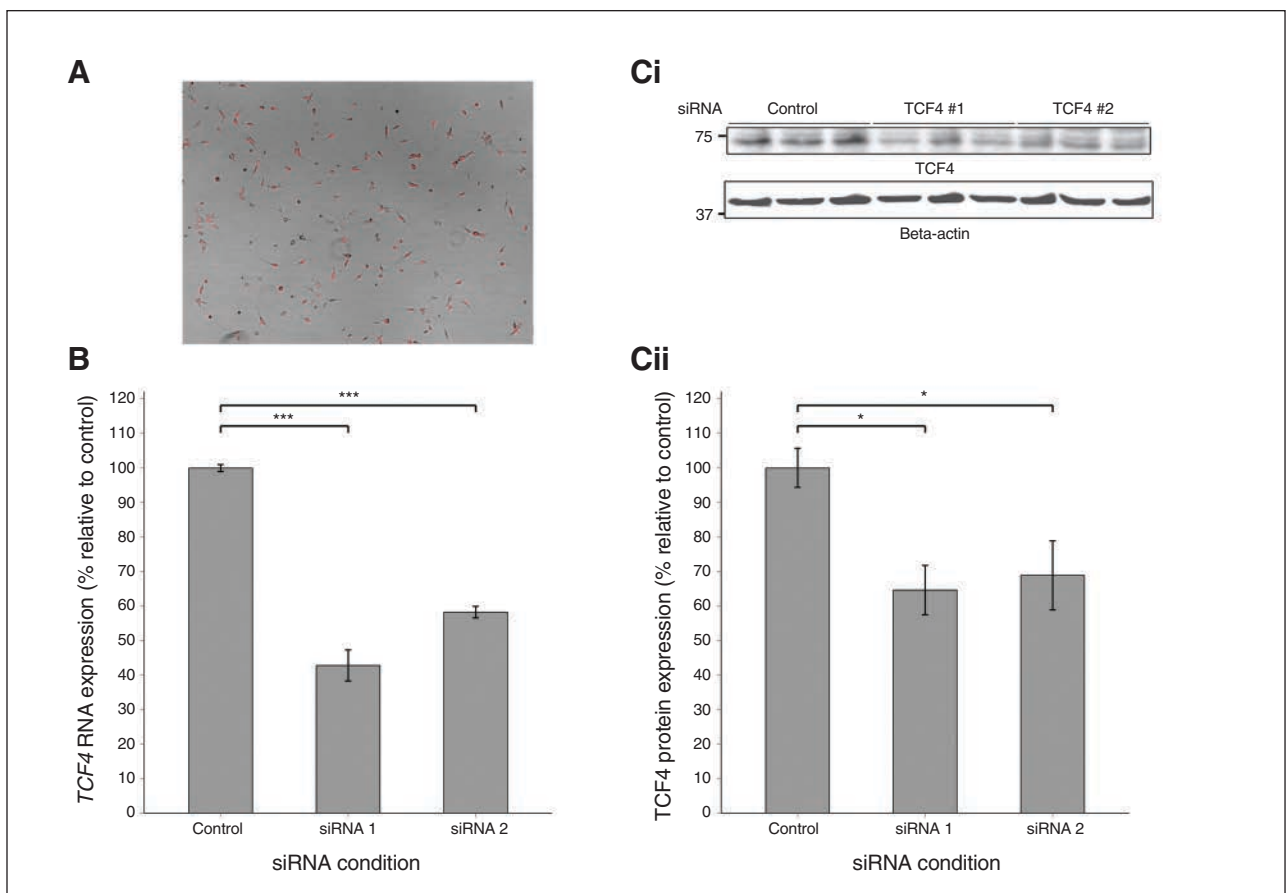 A
Ci
siRNA Control TCF4 #1 TCF4 #2
75
TCF4
37
Beta-actin
B
120
110
100
90
80
70
60
50
40
30
20
10
0
TCF4 RNA expression (% relative to control)
***
***
Control siRNA 1 siRNA 2
siRNA condition
Cii
120
110
100
90
80
70
60
50
40
30
20
10
0
TCF4 protein expression (% relative to control)
*
*
Control siRNA 1 siRNA 2
siRNA condition